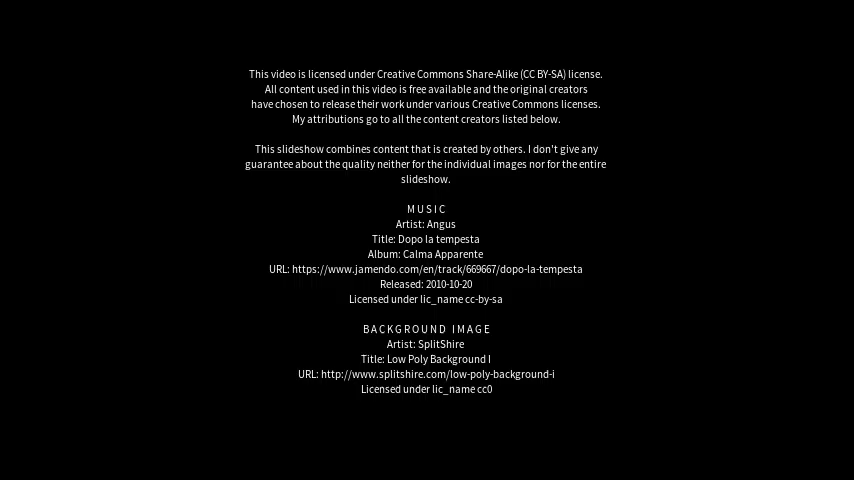 This video is licensed under Creative Commons Share-Alike (CC BY-SA) license.
All content used in this video is free available and the original creators
have chosen to release their work under various Creative Commons licenses.
My attributions go to all the content creators listed below.
This slideshow combines content that is created by others. I don't give any
guarantee about the quality neither for the individual images nor for the entire
slideshow.
MUSIC
Artist: Angus
Title: Dopo la tempesta
Album: Calma Apparente
URL: https://www.jamendo.com/en/track/669667/dopo-la-tempesta
Released: 2010-10-20
Licensed under lic_name cc-by-sa
BACKGROUND IMAGE
Artist: SplitShire
Title: Low Poly Background I
URL: http://www.splitshire.com/low-poly-background-i
Licensed under lic_name cc0